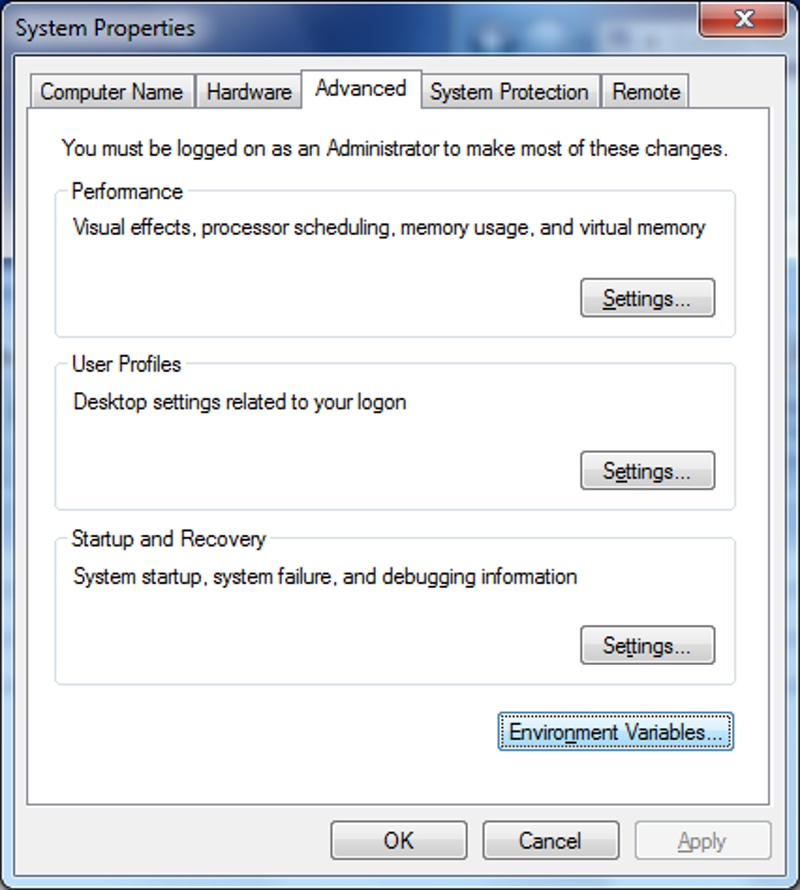 System Properties
Computer Name Hardware Advanced System Protection Remote
You must be logged on as an Administrator to make most of these changes.
Performance
Visual effects, processor scheduling, memory usage, and virtual memory
Settings...
User Profiles
Desktop settings related to your logon
Settings...
Startup and Recovery
System startup, system failure, and debugging information
Settings...
Environment Variables...
OK Cancel Apply